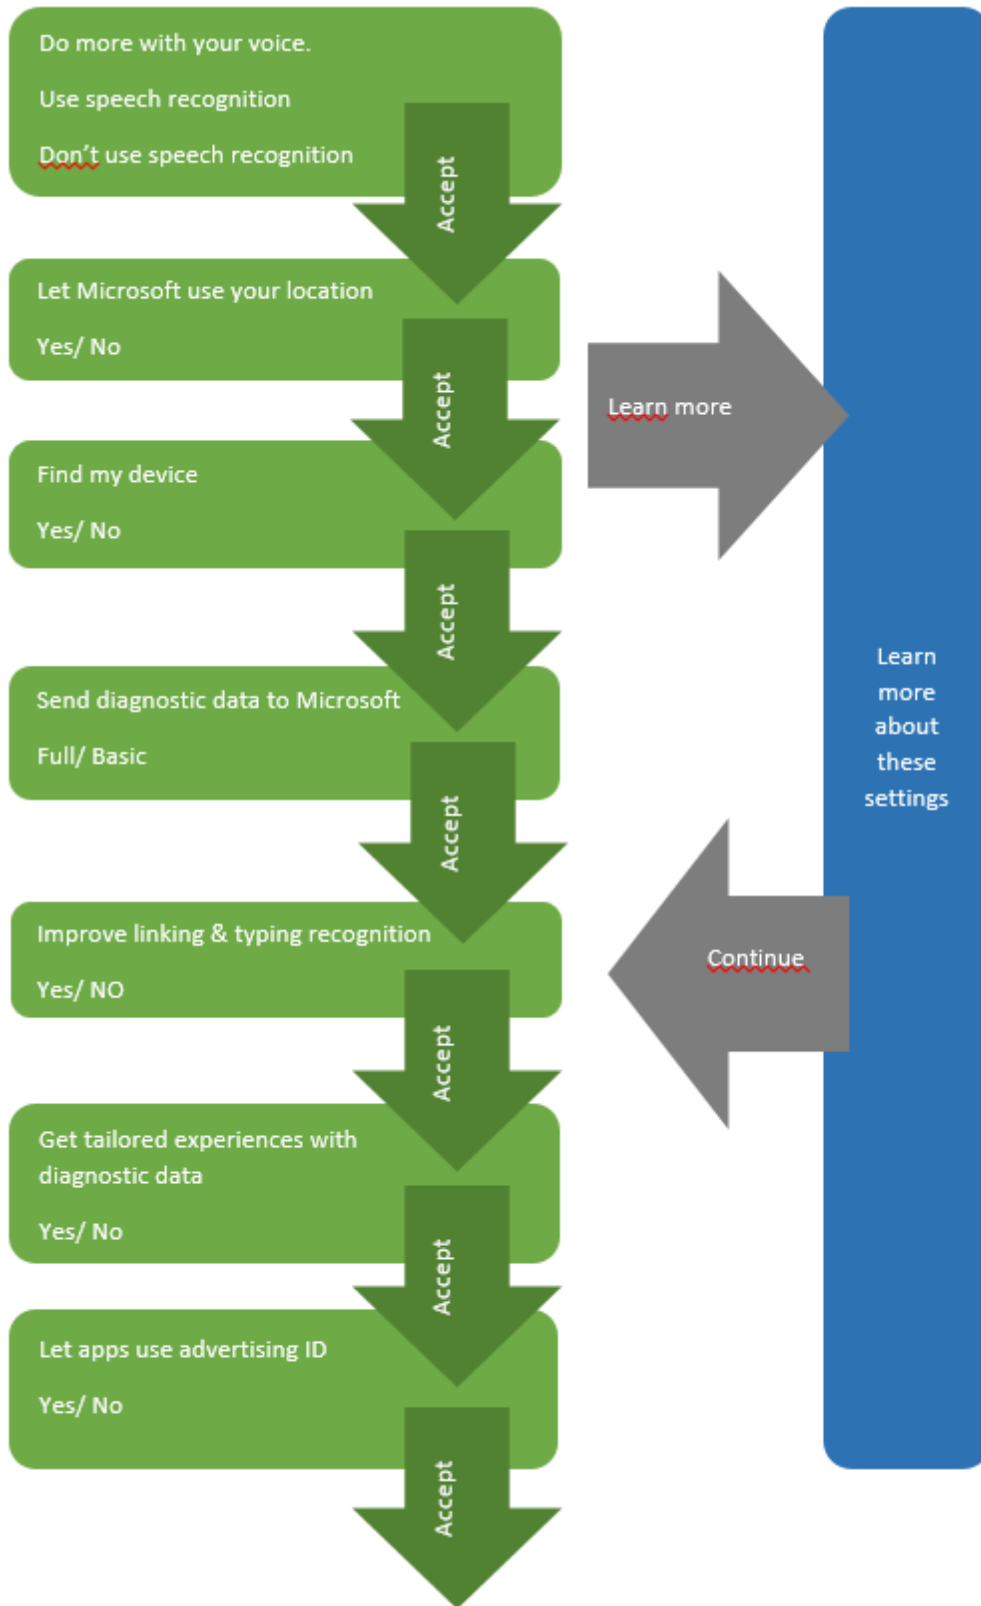 Do more with your voice.
Use speech recognition
Don’t use speech recognition
Accept
Let Microsoft use your location
Yes/ No
Accept
Learn more
Find my device
Yes/ No
Accept
Send diagnostic data to Microsoft
Full/ Basic
Accept
Learn
more
about
these
settings
Improve linking & typing recognition
Yes/ NO
Accept
Continue
Get tailored experiences with
diagnostic data
Yes/ No
Accept
Let apps use advertising ID
Yes/ No
Accept